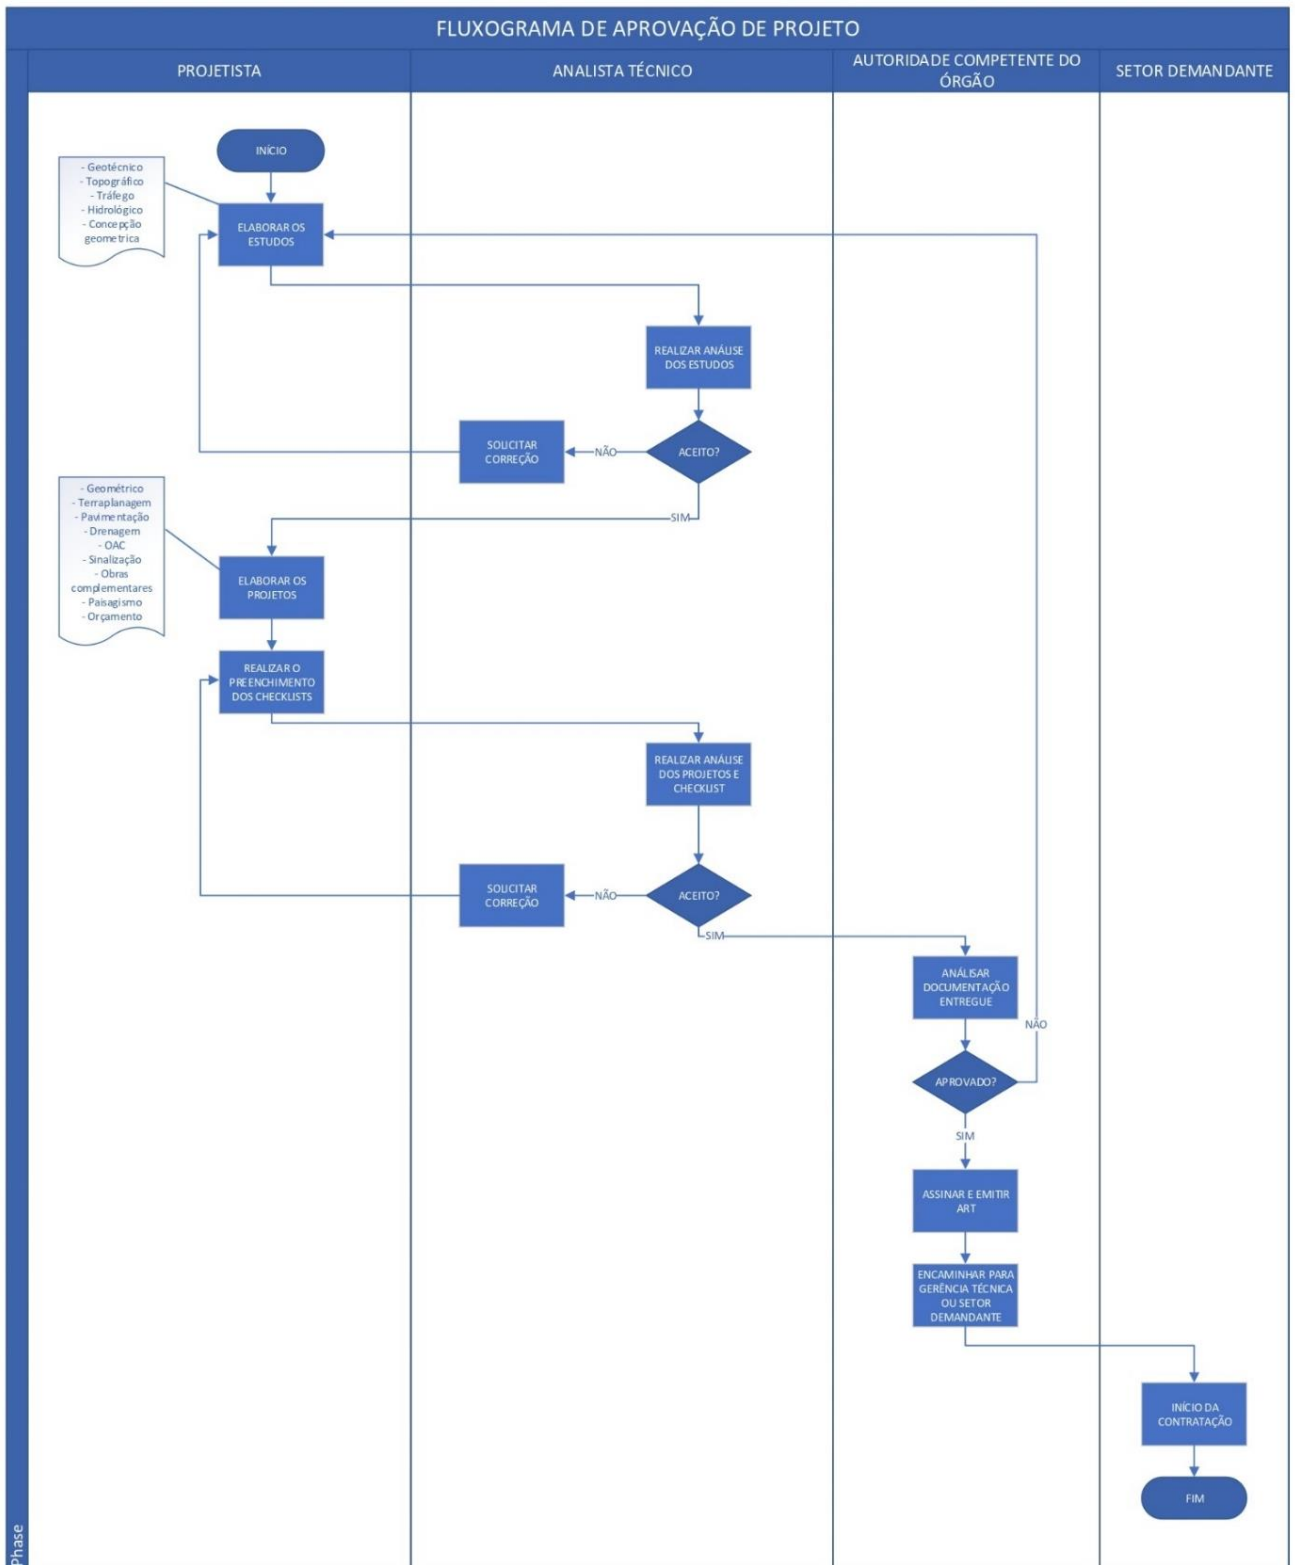 FLUXOGRAMA DE APROVAÇÃO DE PROJETO
PROJETISTA
ANALISTA TÉCNICO
AUTORIDADE COMPETENTE DO
ÓRGÃO
SETOR DEMANDANTE
INÍCIO
- Geotécnico
- Topográfico
- Tráfego
- Hidrológico
- Concepção
geometrica
ELABORAR OS
ESTUDOS
REALIZAR ANÁLISE
DOS ESTUDOS
ACEITO?
NÃO
SOLICITAR
CORREÇÃO
SIM
- Geométrico
- Terraplanagem
- Pavimentação
- Drenagem
- OAC
- Sinalização
- Obras
complementares
- Paisagismo
- Orçamento
ELABORAR OS
PROJETOS
REALIZAR O
PREENCHIMENTO
DOS CHECKLISTS
REALIZAR ANÁLISE
DOS PROJETOS E
CHECKLIST
ACEITO?
NÃO
SOLICITAR
CORREÇÃO
SIM
ANÁLISAR
DOCUMENTAÇÃO
ENTREGUE
NÃO
APROVADO?
SIM
ASSINAR E EMITIR
ART
ENCAMINHAR PARA
GERÊNCIA TÉCNICA
OU SETOR
DEMANDANTE
INÍCIO DA
CONTRATAÇÃO
FIM
Phase